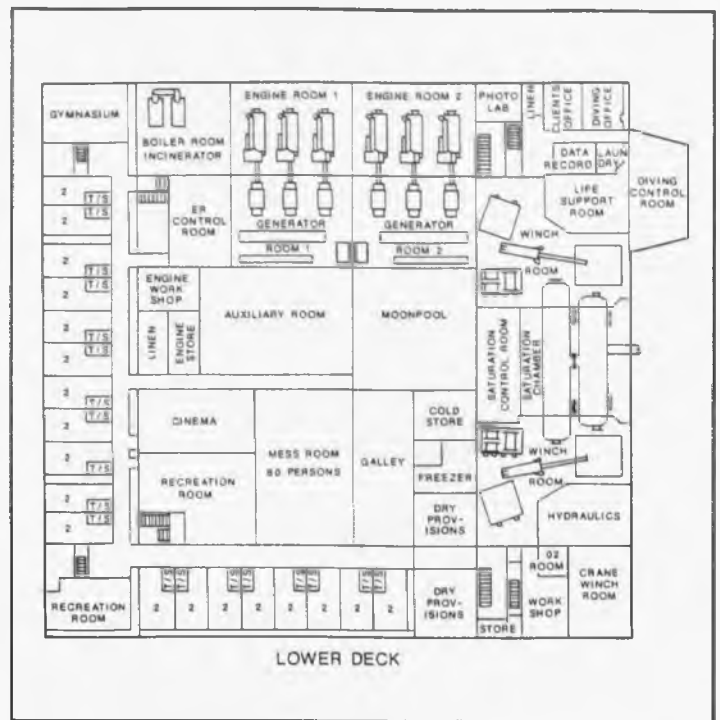 GYMNASIUM
BOILER ROOM
INCINERATOR
ENGINE ROOM 1
ENGINE ROOM 2
PHOTO
LAB
LINEN
CLIENTS
OFFICE
DIVING
OFFICE
DATA
RECORD
LAUN
DRY
LIFE
SUPPORT
ROOM
DIVING
CONTROL
ROOM
ER
CONTROL
ROOM
GENERATOR
ROOM 1
GENERATOR
ROOM 2
WINCH
ROOM
2
T/S
T/S
2
2
T/S
2
T/S
2
T/S
T/S
2
2
T/S
T/S
2
2
T/S
2
T/S
T/S
2
ENGINE
WORK
SHOP
LINEN
ENGINE
STORE
AUXILIARY ROOM
MOONPOOL
SATURATION
CONTROL ROOM
SATURATION
CHAMBER
CINEMA
RECREATION
ROOM
MESS ROOM
80 PERSONS
GALLEY
COLD
STORE
FREEZER
DRY
PROVI-
SIONS
WINCH
ROOM
HYDRAULICS
O2
ROOM
WORK
SHOP
CRANE
WINCH
ROOM
RECREATION
ROOM
T/S T/S T/S T/S T/S T/S T/S T/S
2 2 2 2 2 2 2 2
DRY
PROV-
ISIONS
STORE
LOWER DECK